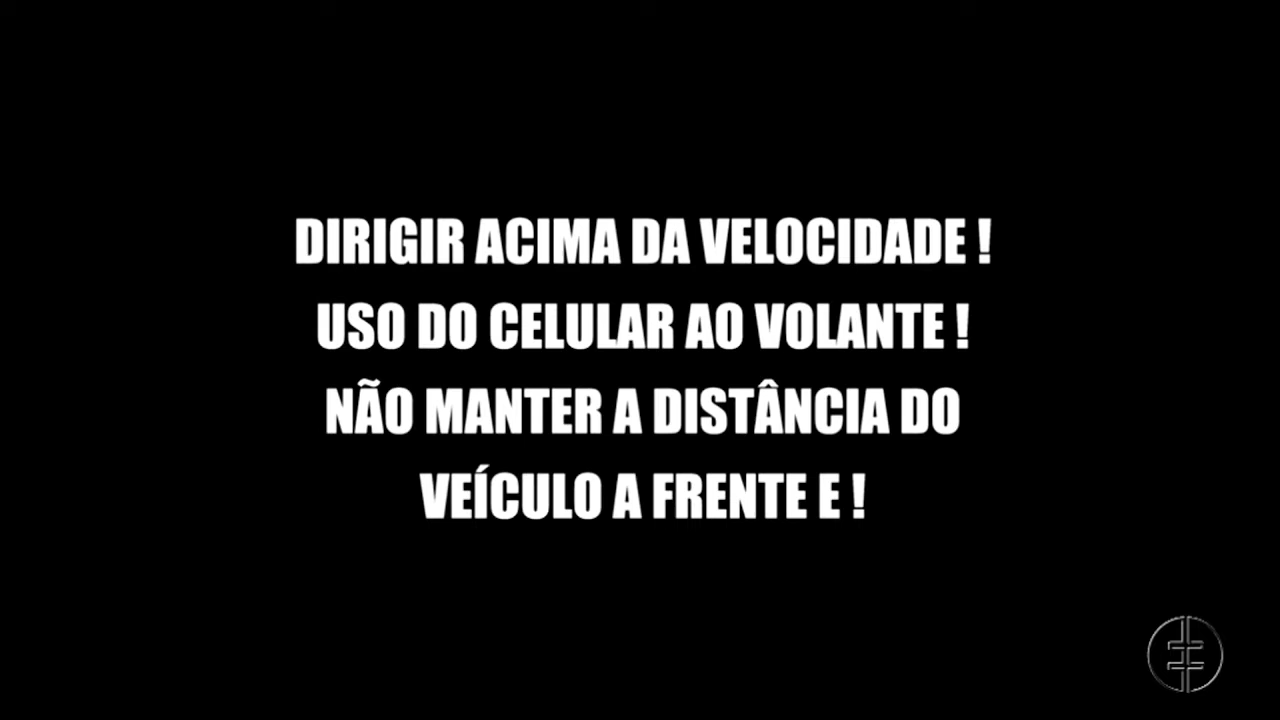 DIRIGIR ACIMA DA VELOCIDADE !
USO DO CELULAR AO VOLANTE !
NÃO MANTER A DISTÂNCIA DO
VEÍCULO A FRENTE E !